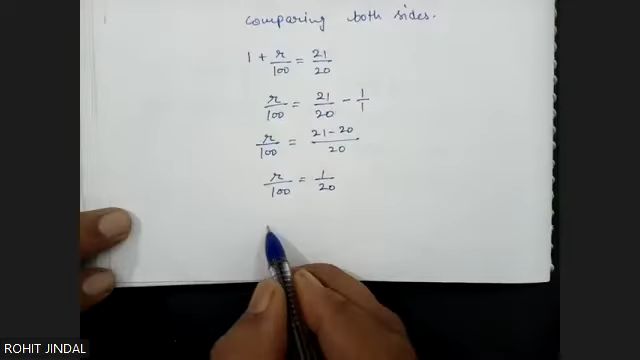 comparing both sides.
1 + r/100 = 21/20
r/100 = 21/20 - 1/1
r/100 = 21-20/20
r/100 = 1/20
ROHIT JINDAL